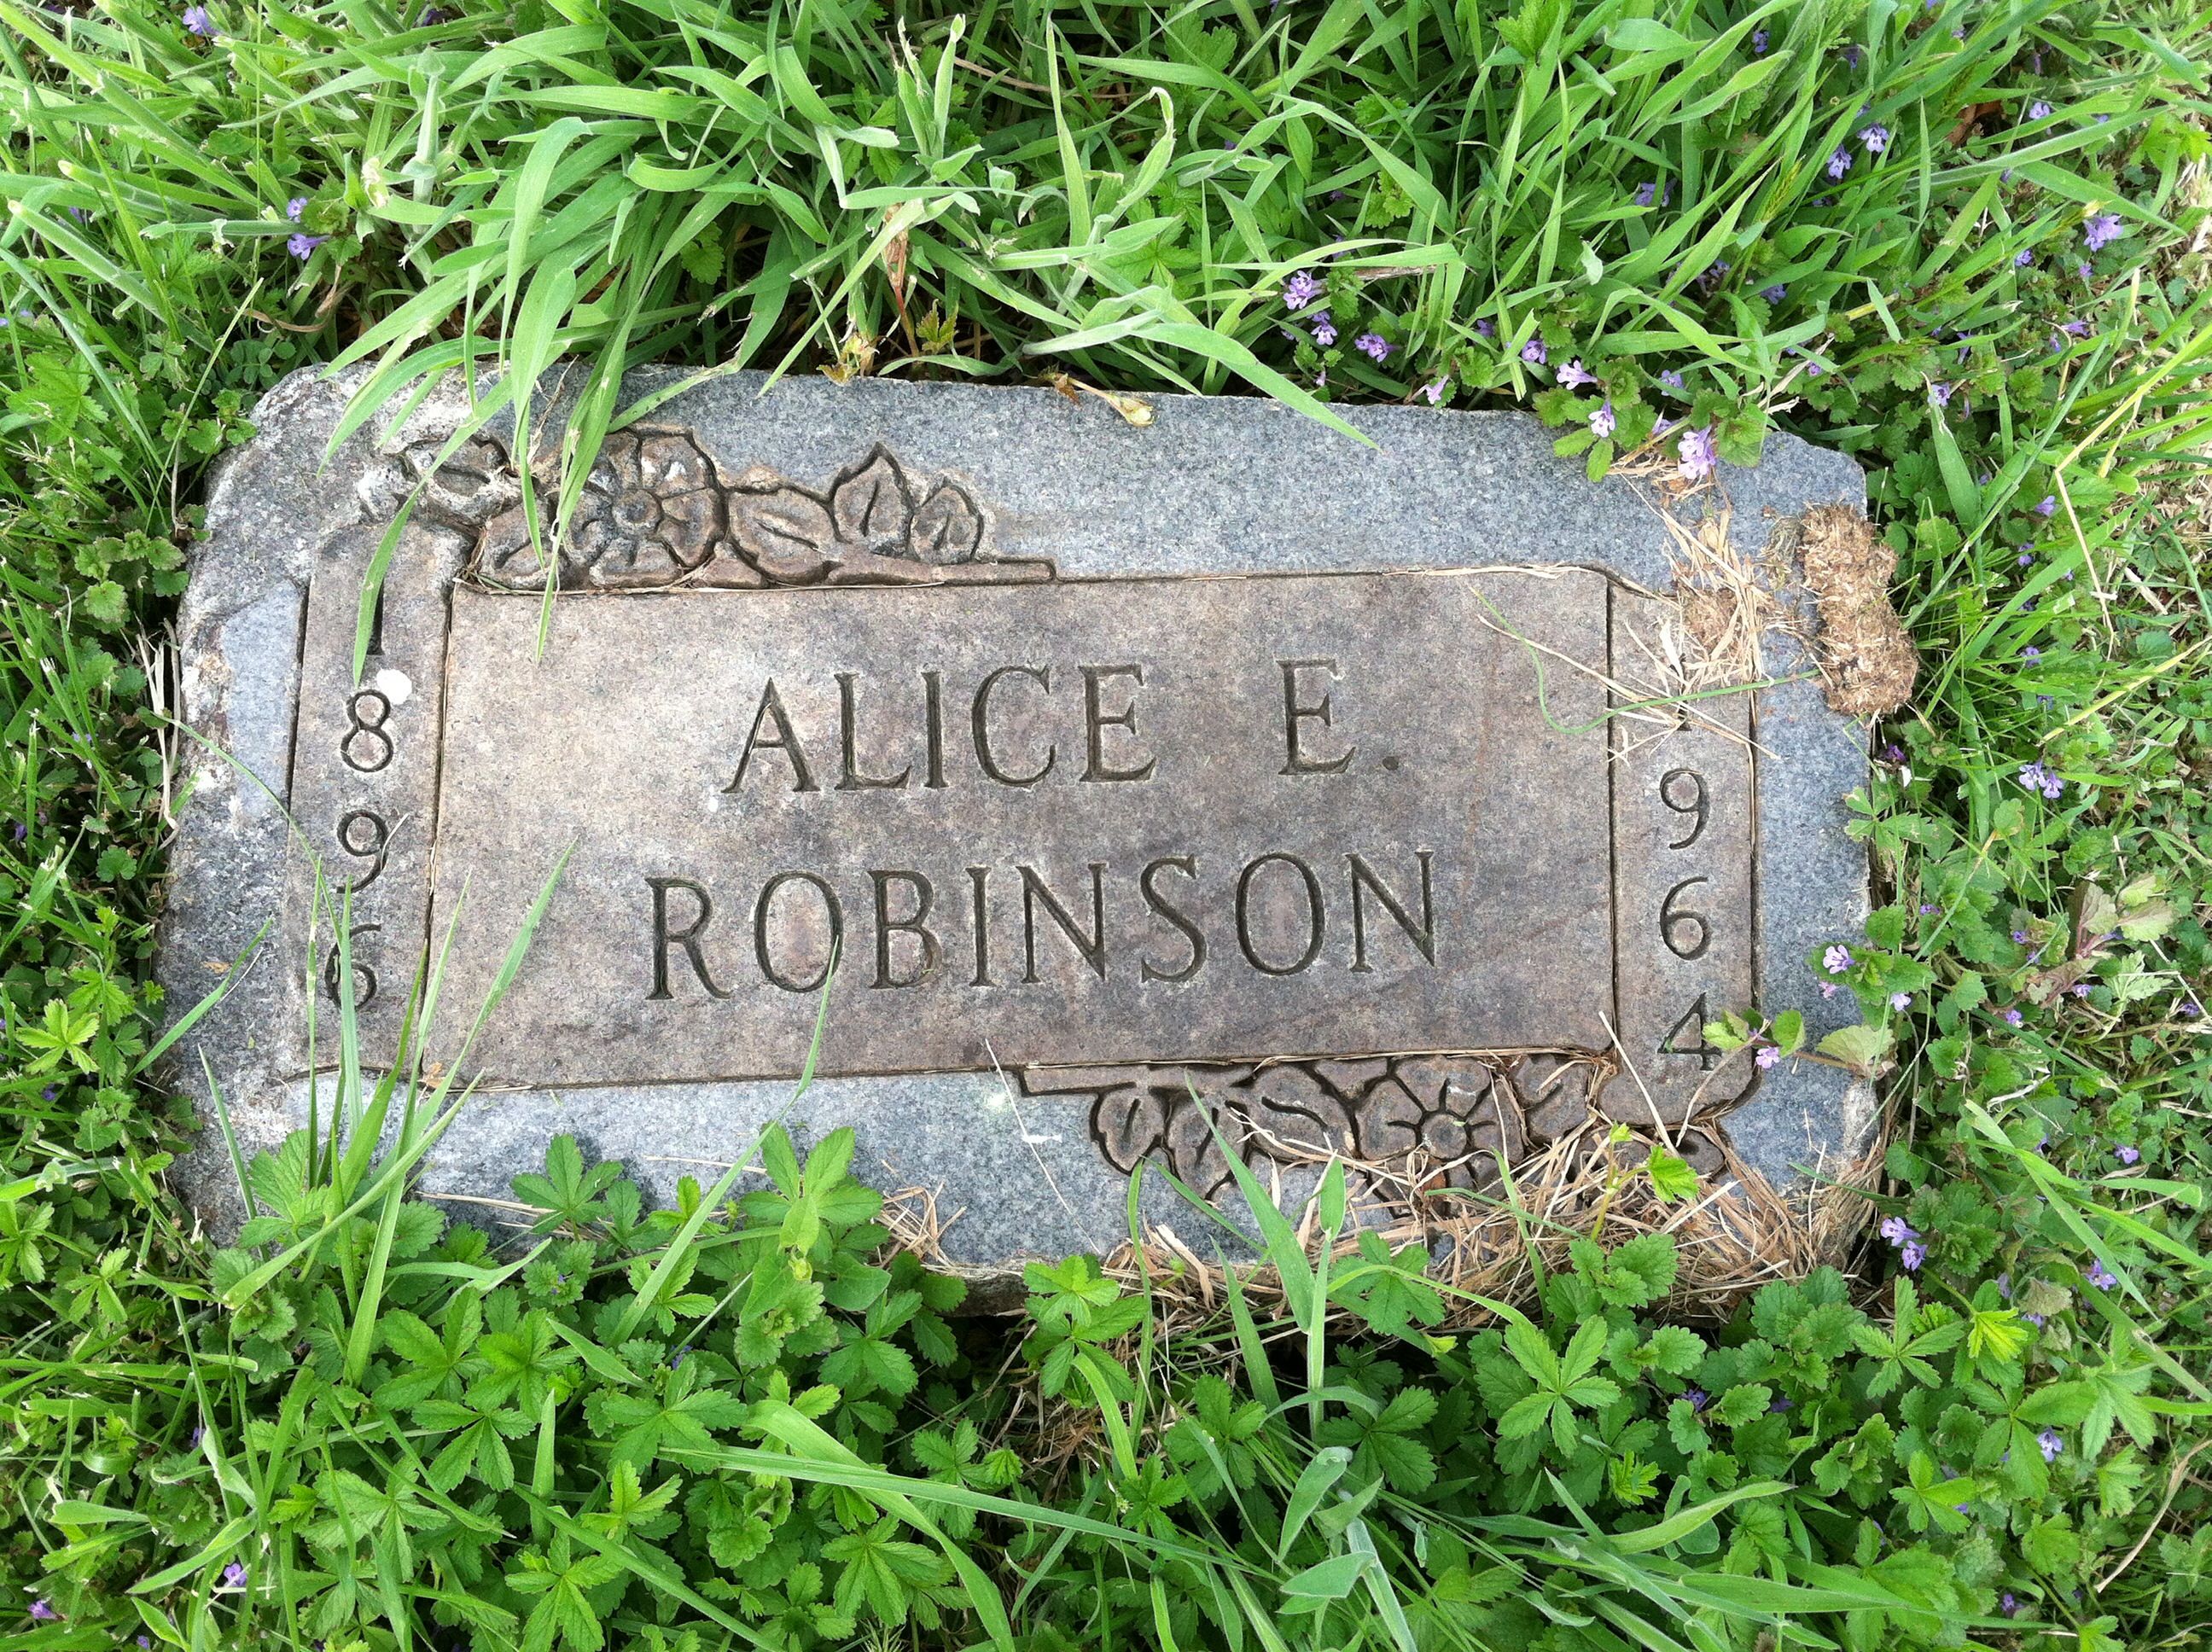 1896
ALICE E.
ROBINSON
1964